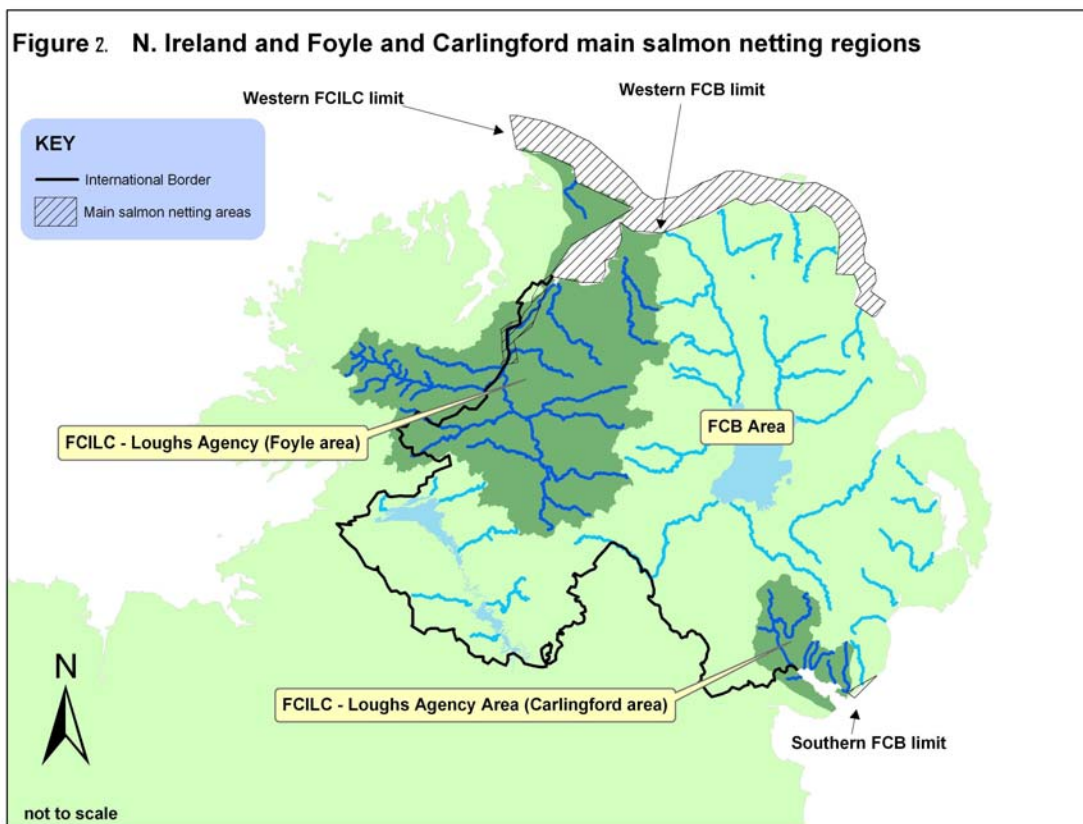 Figure 2. N. Ireland and Foyle and Carlingford main salmon netting regions
Western FCILC limit
Western FCB limit
KEY
International Border
Main salmon netting areas
FCB Area
FCILC - Loughs Agency (Foyle area)
N
FCILC - Loughs Agency Area (Carlingford area)
Southern FCB limit
not to scale